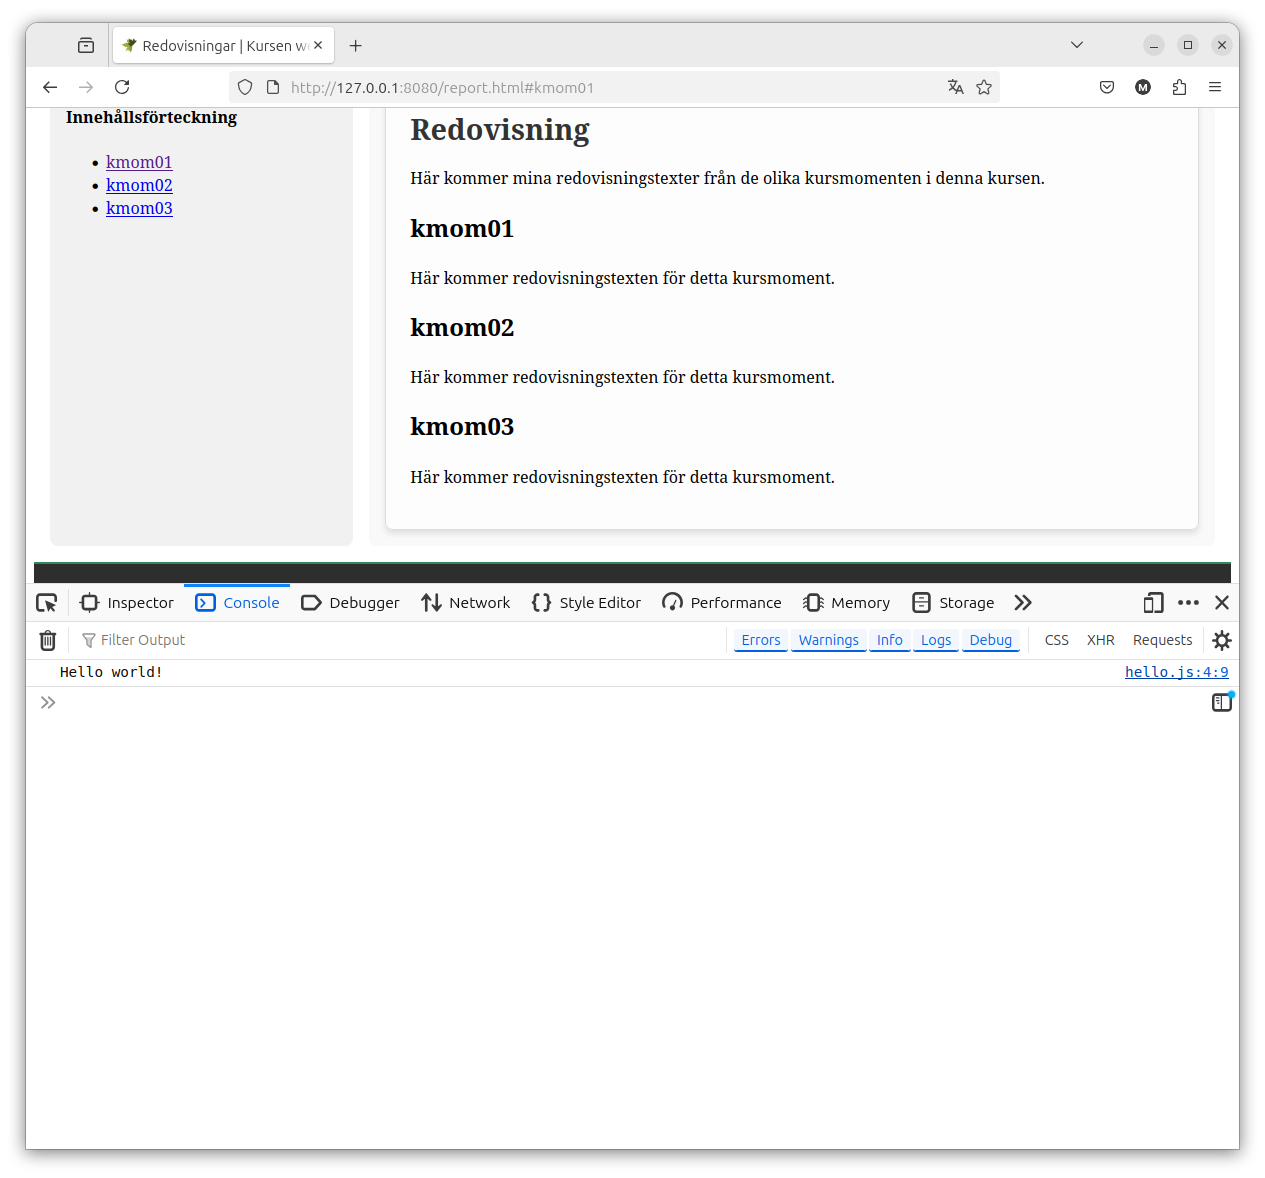 Redovisningar | Kursen w
http://127.0.0.1:8080/report.html#kmom01
M
Innehållsförteckning
kmom01
kmom02
kmom03
Redovisning
Här kommer mina redovisningstexter från de olika kursmomenten i denna kursen.
kmom01
Här kommer redovisningstexten för detta kursmoment.
kmom02
Här kommer redovisningstexten för detta kursmoment.
kmom03
Här kommer redovisningstexten för detta kursmoment.
Inspector Console Debugger Network Style Editor Performance Memory Storage
Filter Output Errors Warnings Info Logs Debug CSS XHR Requests
Hello world! hello.js:4:9